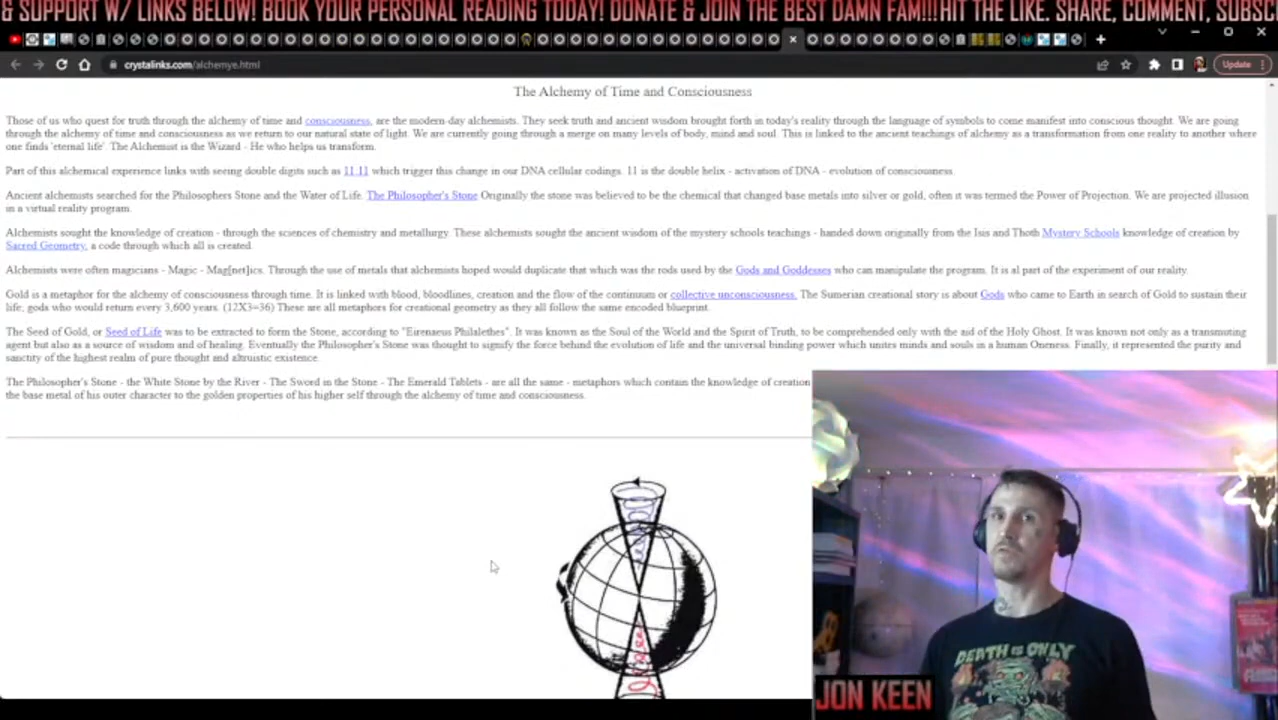 & SUPPORT W/ LINKS BELOW! BOOK YOUR PERSONAL READING TODAY! DONATE & JOIN THE BEST DAMN FAM!!!HIT THE LIKE. SHARE, COMMENT, SUBSC
crystalinks.com/alchemye.html
Update
The Alchemy of Time and Consciousness
Those of us who quest for truth through the alchemy of time and consciousness, are the modern-day alchemists. They seek truth and ancient wisdom brought forth in today's reality through the language of symbols to come manifest into conscious thought. We are going
through the alchemy of time and consciousness as we return to our natural state of light. We are currently going through a merge on many levels of body, mind and soul. This is linked to the ancient teachings of alchemy as a transformation from one reality to another where
one finds 'eternal life' The Alchemist is the Wizard - He who helps us transform.
Part of this alchemical experience links with seeing double digits such as 11 11 which trigger this change in our DNA cellular codings. 11 is the double helix - activation of DNA - evolution of consciousness.
Ancient alchemists searched for the Philosophers Stone and the Water of Life. The Philosopher's Stone Originally the stone was believed to be the chemical that changed base metals into silver or gold, often it was termed the Power of Projection. We are projected illusion
in a virtual reality program.
Alchemists sought the knowledge of creation - through the sciences of chemistry and metallurgy. These alchemists sought the ancient wisdom of the mystery schools teachings - handed down originally from the Isis and Thoth Mystery Schools knowledge of creation by
Sacred Geometry, a code through which all is created.
Alchemists were often magicians - Magic - Mag[net]ics. Through the use of metals that alchemists hoped would duplicate that which was the rods used by the Gods and Goddesses who can manipulate the program. It is al part of the experiment of our reality.
Gold is a metaphor for the alchemy of consciousness through time. It is linked with blood, bloodlines, creation and the flow of the continuum or collective unconsciousness. The Sumerian creational story is about Gods who came to Earth in search of Gold to sustain their
life, gods who would return every 3,600 years. (12X3=36) These are all metaphors for creational geometry as they all follow the same encoded blueprint.
The Seed of Gold, or Seed of Life was to be extracted to form the Stone, according to "Eirenaeus Philalethes". It was known as the Soul of the World and the Spirit of Truth, to be comprehended only with the aid of the Holy Ghost. It was known not only as a transmuting
agent but also as a source of wisdom and of healing. Eventually the Philosopher's Stone was thought to signify the force behind the evolution of life and the universal binding power which unites minds and souls in a human Oneness. Finally, it represented the purity and
sanctity of the highest realm of pure thought and altruistic existence.
The Philosopher's Stone - the White Stone by the River - The Sword in the Stone - The Emerald Tablets - are all the same - metaphors which contain the knowledge of creation
the base metal of his outer character to the golden properties of his higher self through the alchemy of time and consciousness.
DEATH IS ONLY
JON KEEN